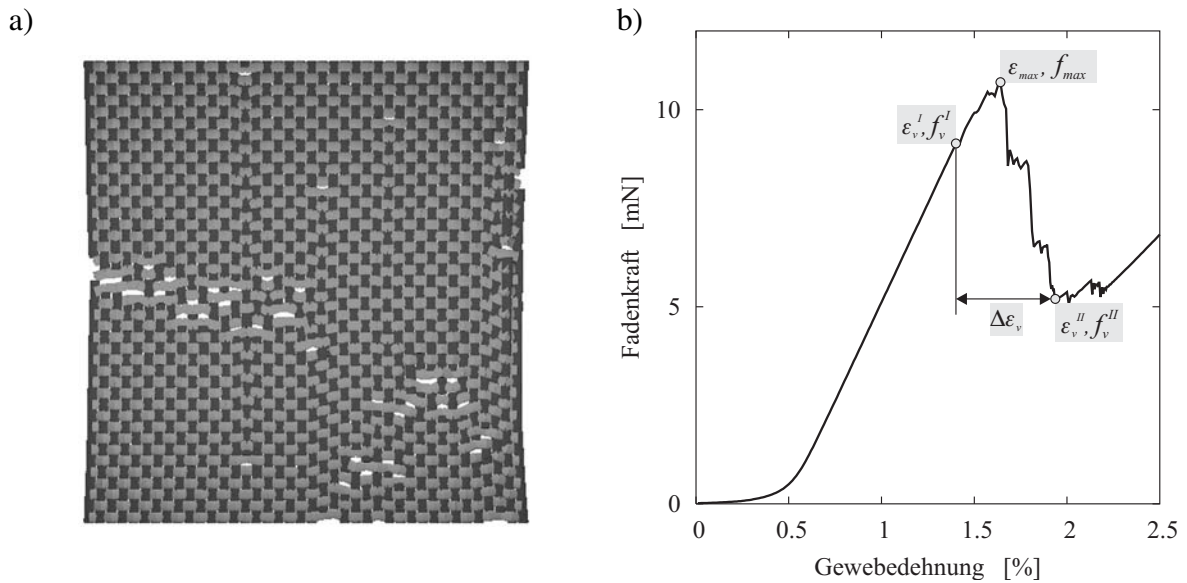 a)
b)
ε_max, f_max
ε_v^I, f_v^I
Δε_v
ε_v^II, f_v^II
Fadenkraft [mN]
10
5
0
0
0.5
1
1.5
2
2.5
Gewebedehnung [%]